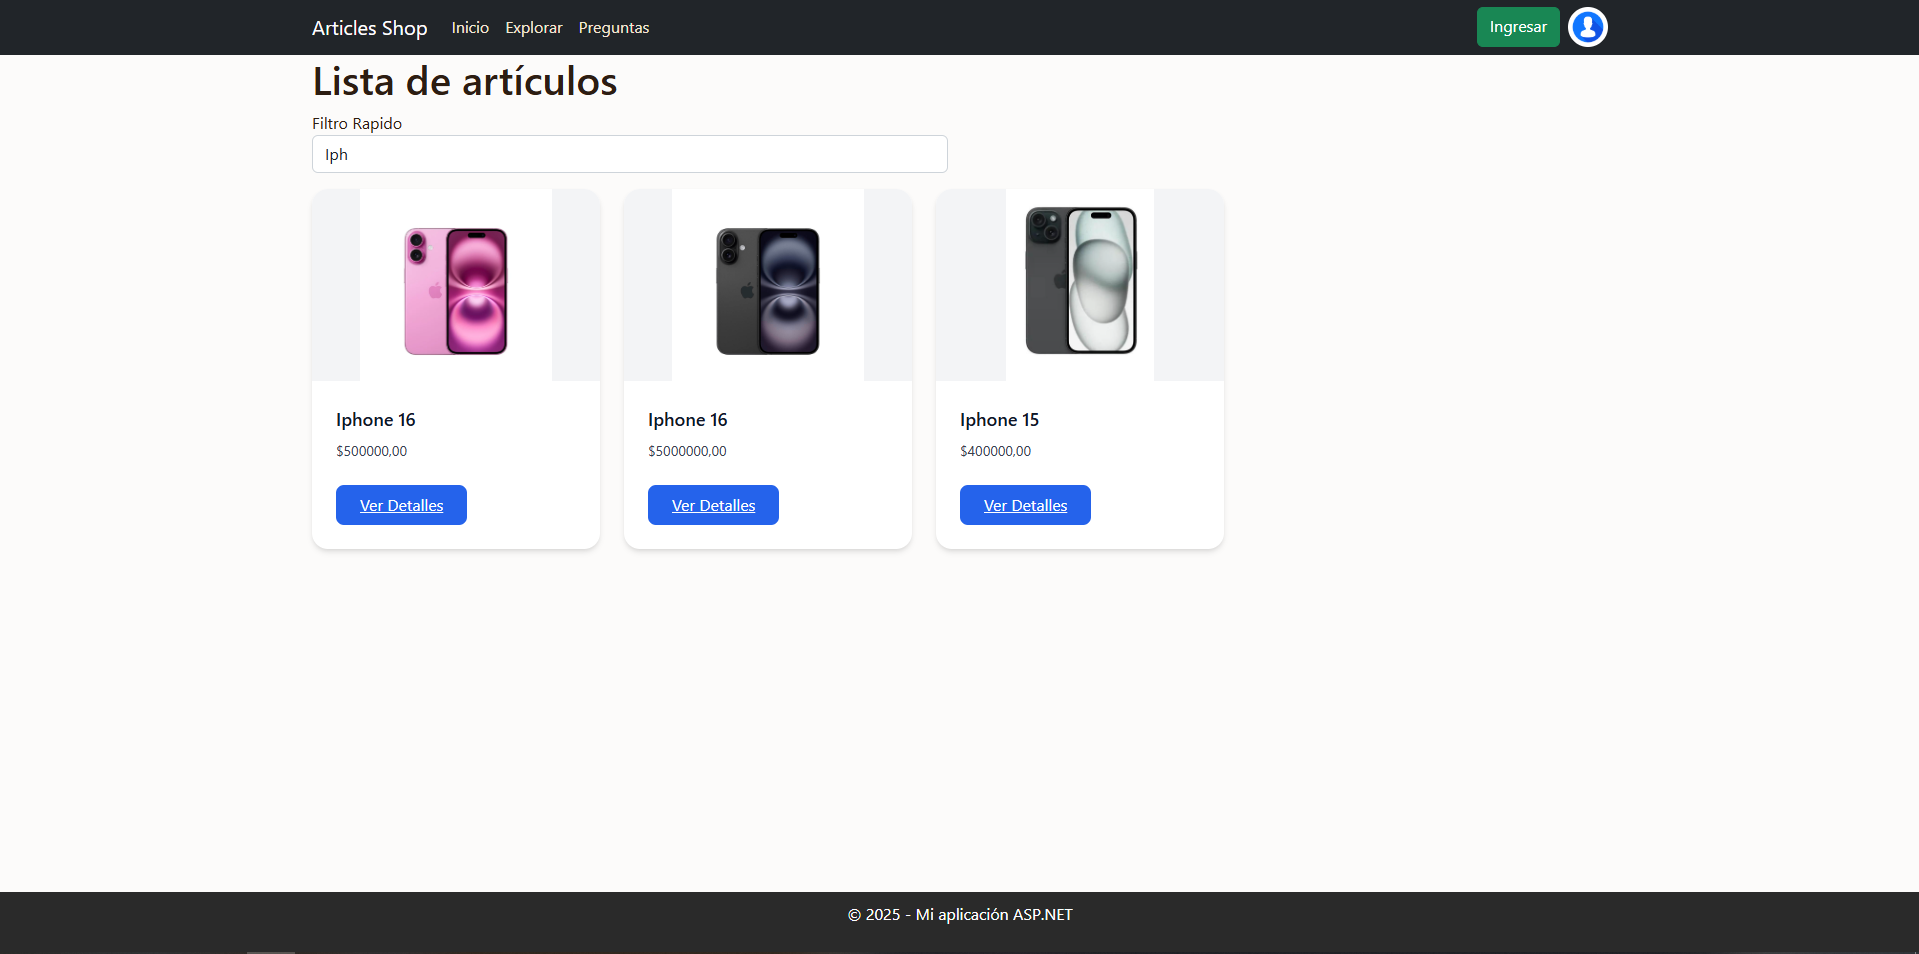 Articles Shop Inicio Explorar Preguntas Ingresar
Lista de artículos
Filtro Rapido
Iph
Iphone 16
$500000,00
Ver Detalles
Iphone 16
$5000000,00
Ver Detalles
Iphone 15
$400000,00
Ver Detalles
© 2025 - Mi aplicación ASP.NET